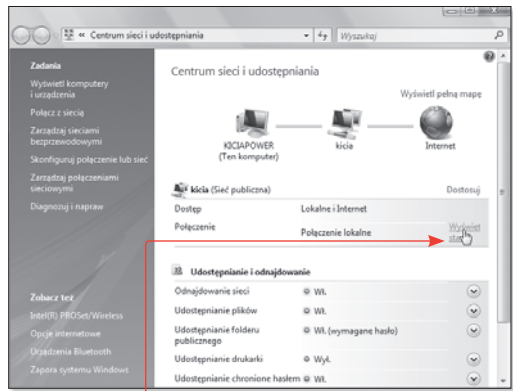 « Centrum sieci i udostępniania
Wyszukaj
Zadania
Wyświetl komputery
i urządzenia
Połącz z siecią
Zarządzaj sieciami
bezprzewodowymi
Skonfiguruj połączenie lub sieć
Zarządzaj połączeniami
sieciowymi
Diagnozuj i napraw
Zobacz też
Intel(R) PROSet/Wireless
Opcje internetowe
Urządzenia Bluetooth
Zapora systemu Windows
Centrum sieci i udostępniania
Wyświetl pełną mapę
KICIAPOWER
(Ten komputer)
kicia
Internet
kicia (Sieć publiczna)
Dostosuj
Dostęp
Lokalne i Internet
Połączenie
Połączenie lokalne
Wyświetl
Udostępnianie i odnajdowanie
Odnajdowanie sieci
Wł.
Udostępnianie plików
Wł.
Udostępnianie folderu
publicznego
Wł. (wymagane hasło)
Udostępnianie drukarki
Wył.
Udostępnianie chronione hasłem
Wł.